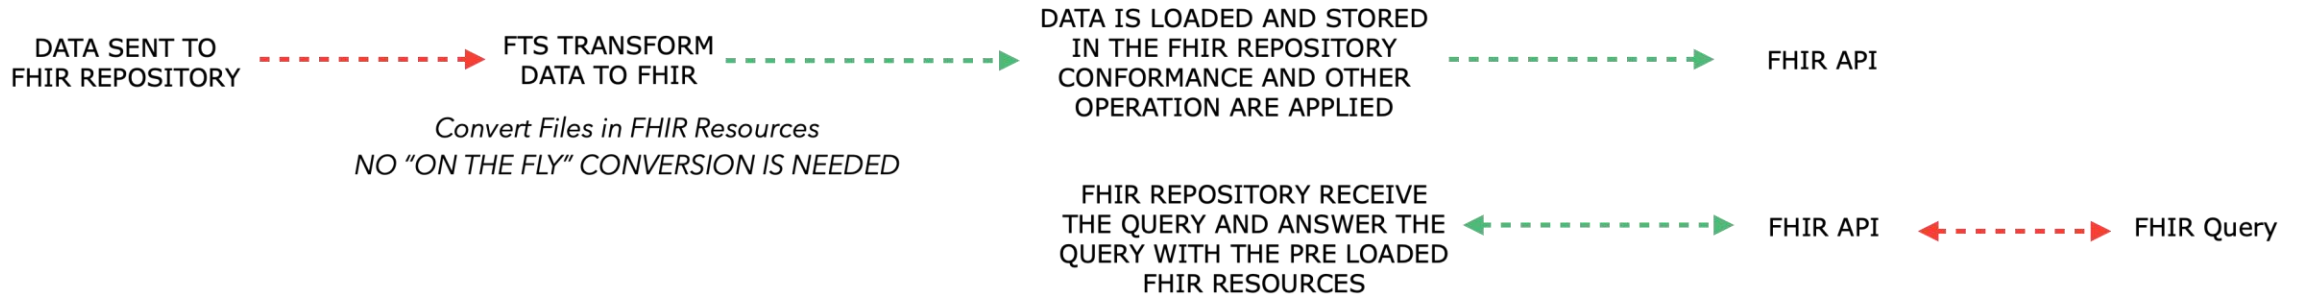 DATA SENT TO
FHIR REPOSITORY
FTS TRANSFORM
DATA TO FHIR
Convert Files in FHIR Resources
NO “ON THE FLY” CONVERSION IS NEEDED
DATA IS LOADED AND STORED
IN THE FHIR REPOSITORY
CONFORMANCE AND OTHER
OPERATION ARE APPLIED
FHIR API
FHIR REPOSITORY RECEIVE
THE QUERY AND ANSWER THE
QUERY WITH THE PRE LOADED
FHIR RESOURCES
FHIR API
FHIR Query